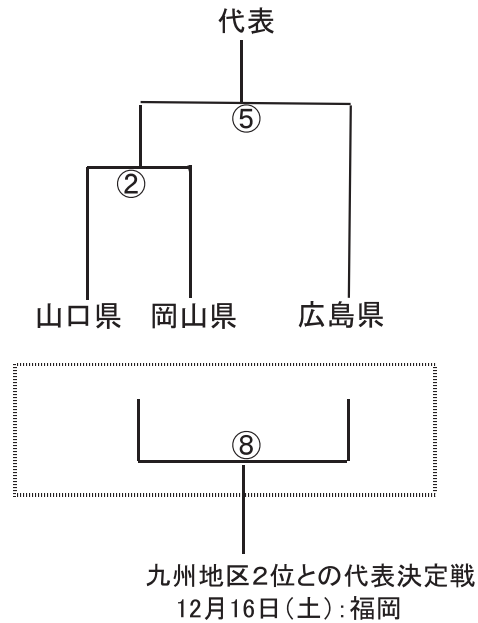 代表
⑤
②
山口県 岡山県 広島県
⑧
九州地区２位との代表決定戦
12月16日（土）：福岡